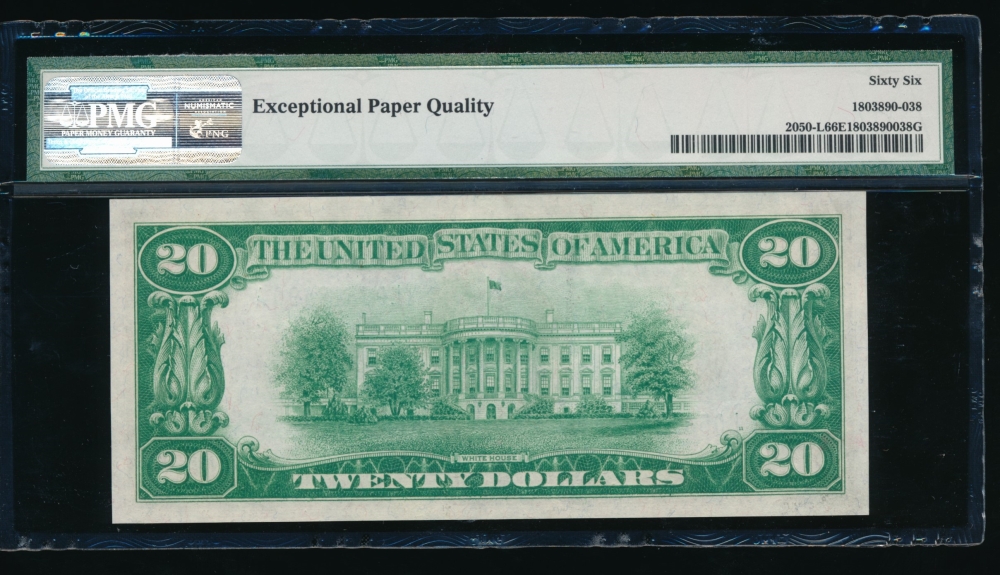 PMG
PAPER MONEY GUARANTY
NUMISMATIC
PNG
Exceptional Paper Quality
Sixty Six
1803890-038
2050-L66E1803890038G
THE UNITED STATES OF AMERICA
20
20
WHITE HOUSE
20
20
TWENTY DOLLARS